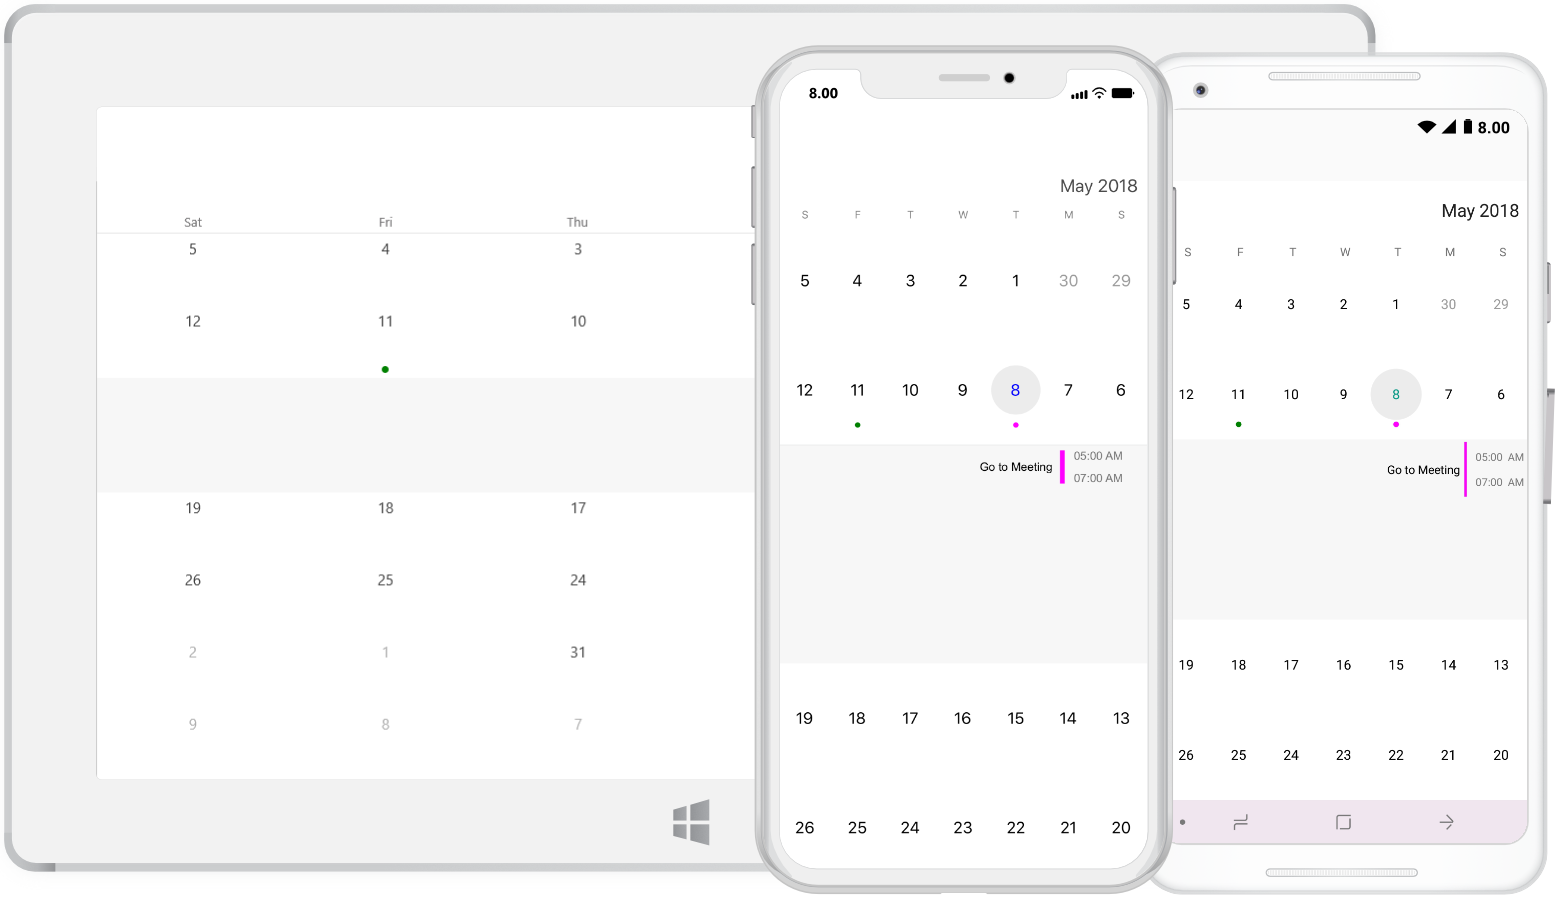 Sat Fri Thu
5 4 3
12 11 10
19 18 17
26 25 24
2 1 31
9 8 7
8.00
May 2018
S F T W T M S
5 4 3 2 1 30 29
12 11 10 9 8 7 6
Go to Meeting 05:00 AM
07:00 AM
19 18 17 16 15 14 13
26 25 24 23 22 21 20
8.00
May 2018
S F T W T M S
5 4 3 2 1 30 29
12 11 10 9 8 7 6
Go to Meeting 05:00 AM
07:00 AM
19 18 17 16 15 14 13
26 25 24 23 22 21 20